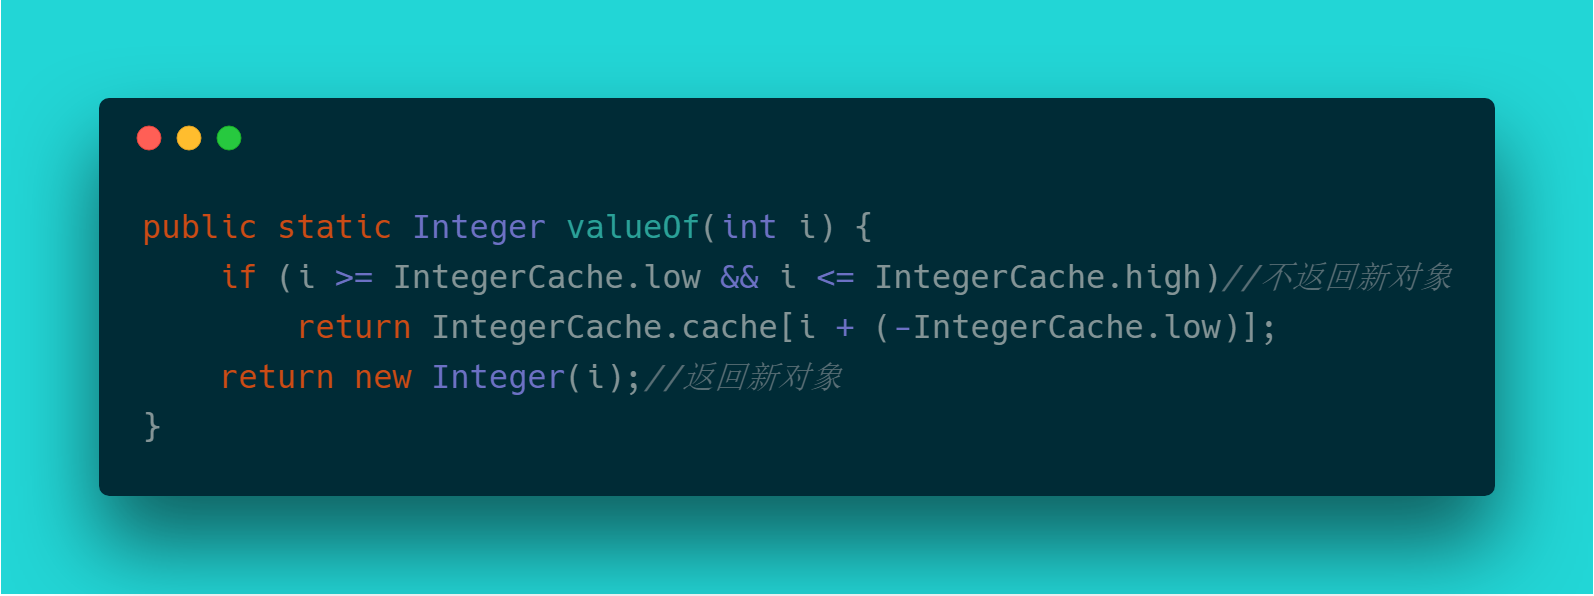 public static Integer valueOf(int i) {
    if (i >= IntegerCache.low && i <= IntegerCache.high)//不返回新对象
        return IntegerCache.cache[i + (-IntegerCache.low)];
    return new Integer(i);//返回新对象
}